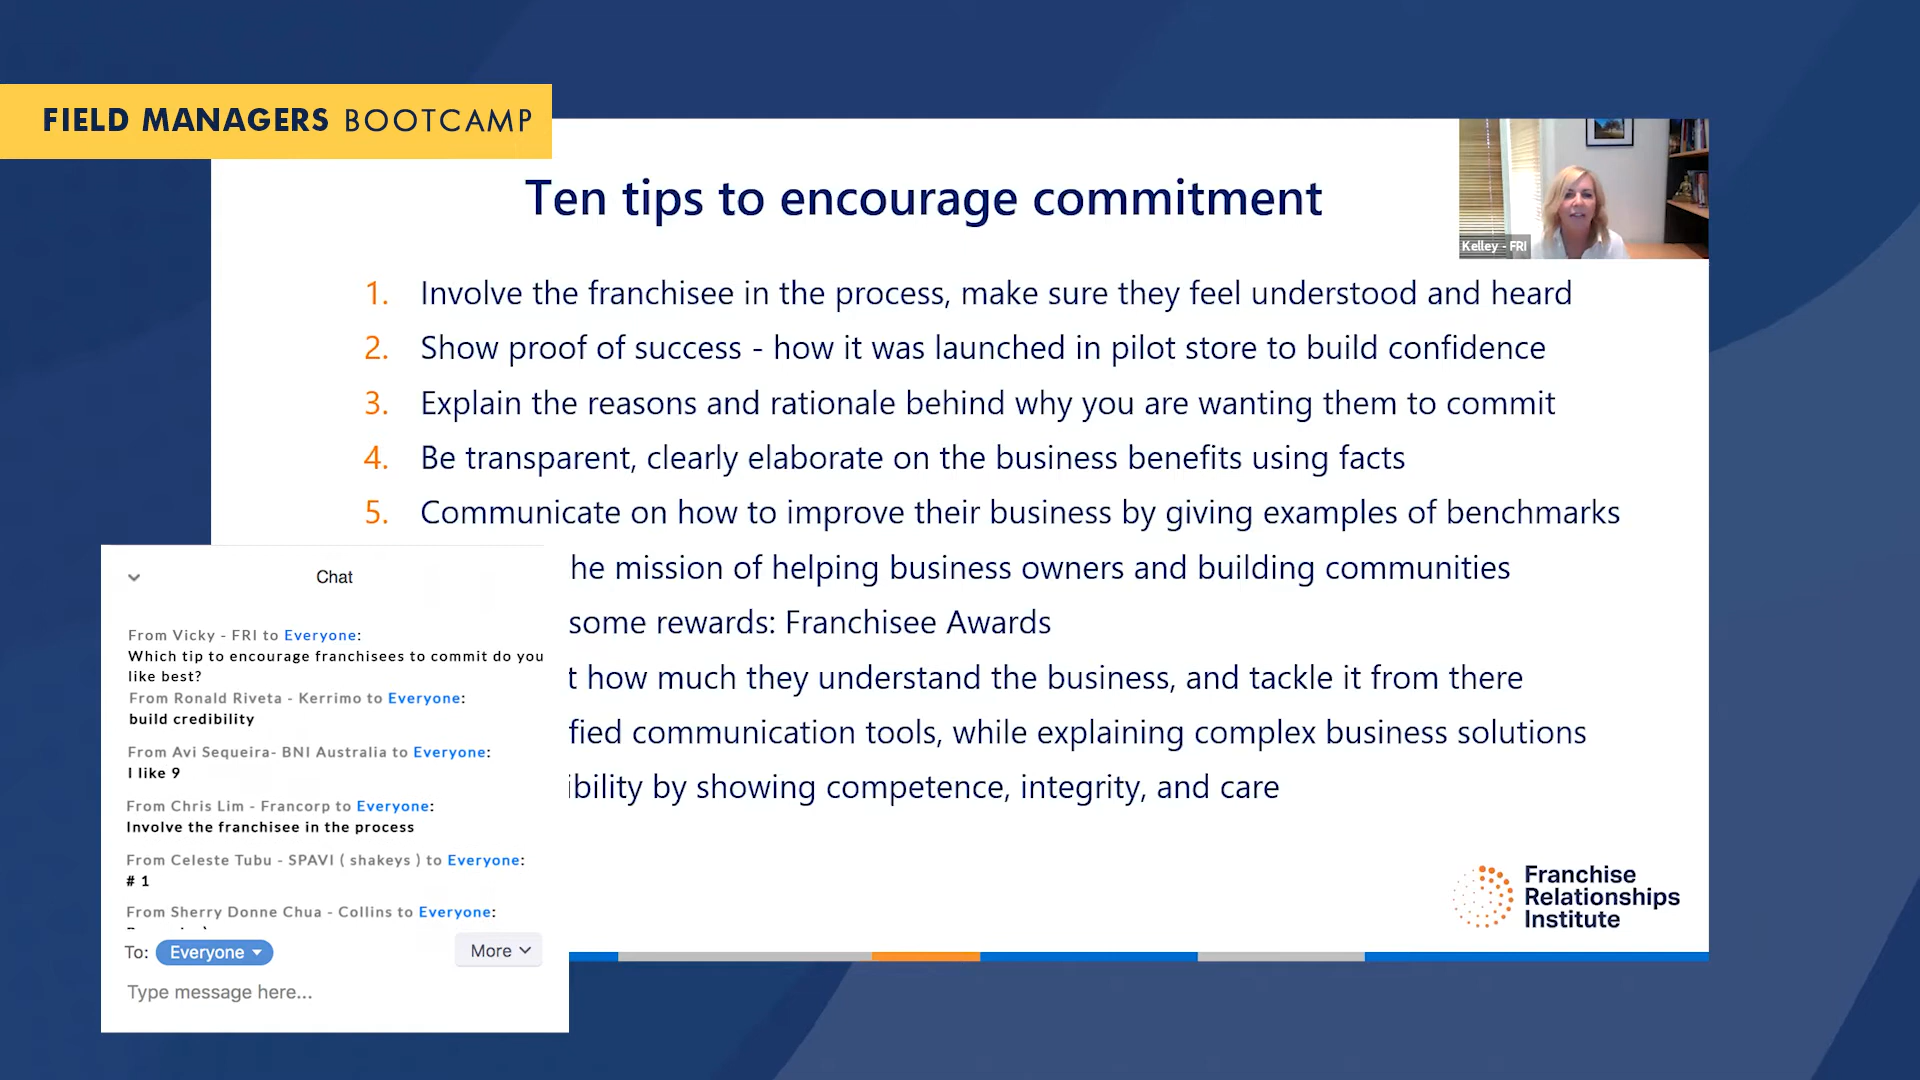 FIELD MANAGERS BOOTCAMP
Ten tips to encourage commitment
Kelley - FRI
1. Involve the franchisee in the process, make sure they feel understood and heard
2. Show proof of success - how it was launched in pilot store to build confidence
3. Explain the reasons and rationale behind why you are wanting them to commit
4. Be transparent, clearly elaborate on the business benefits using facts
5. Communicate on how to improve their business by giving examples of benchmarks
he mission of helping business owners and building communities
some rewards: Franchisee Awards
t how much they understand the business, and tackle it from there
fied communication tools, while explaining complex business solutions
ibility by showing competence, integrity, and care
Chat
From Vicky - FRI to Everyone:
Which tip to encourage franchisees to commit do you
like best?
From Ronald Riveta - Kerrimo to Everyone:
build credibility
From Avi Sequeira- BNI Australia to Everyone:
I like 9
From Chris Lim - Francorp to Everyone:
Involve the franchisee in the process
From Celeste Tubu - SPAVI ( shakeys ) to Everyone:
# 1
From Sherry Donne Chua - Collins to Everyone:
To: Everyone
More
Type message here...
Franchise
Relationships
Institute